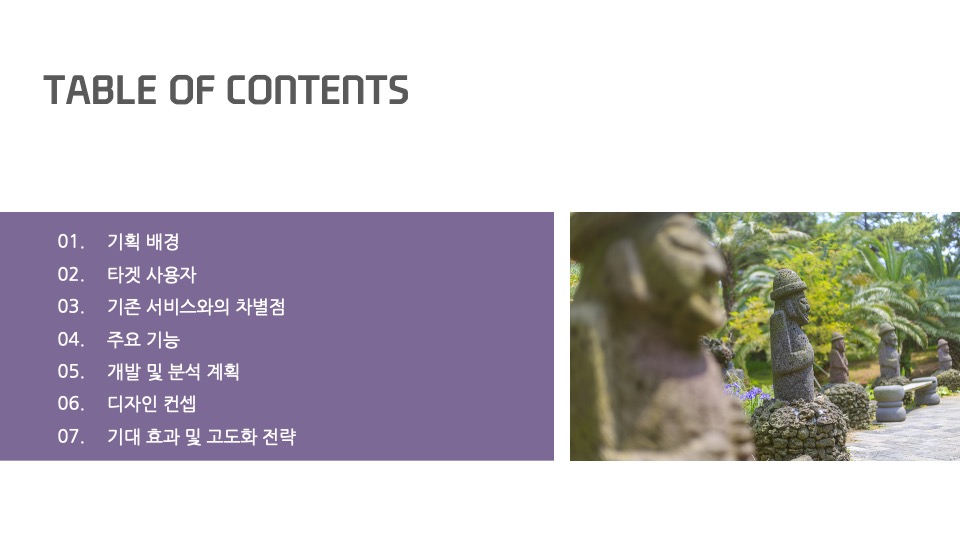 TABLE OF CONTENTS
01. 기획 배경
02. 타겟 사용자
03. 기존 서비스와의 차별점
04. 주요 기능
05. 개발 및 분석 계획
06. 디자인 컨셉
07. 기대 효과 및 고도화 전략